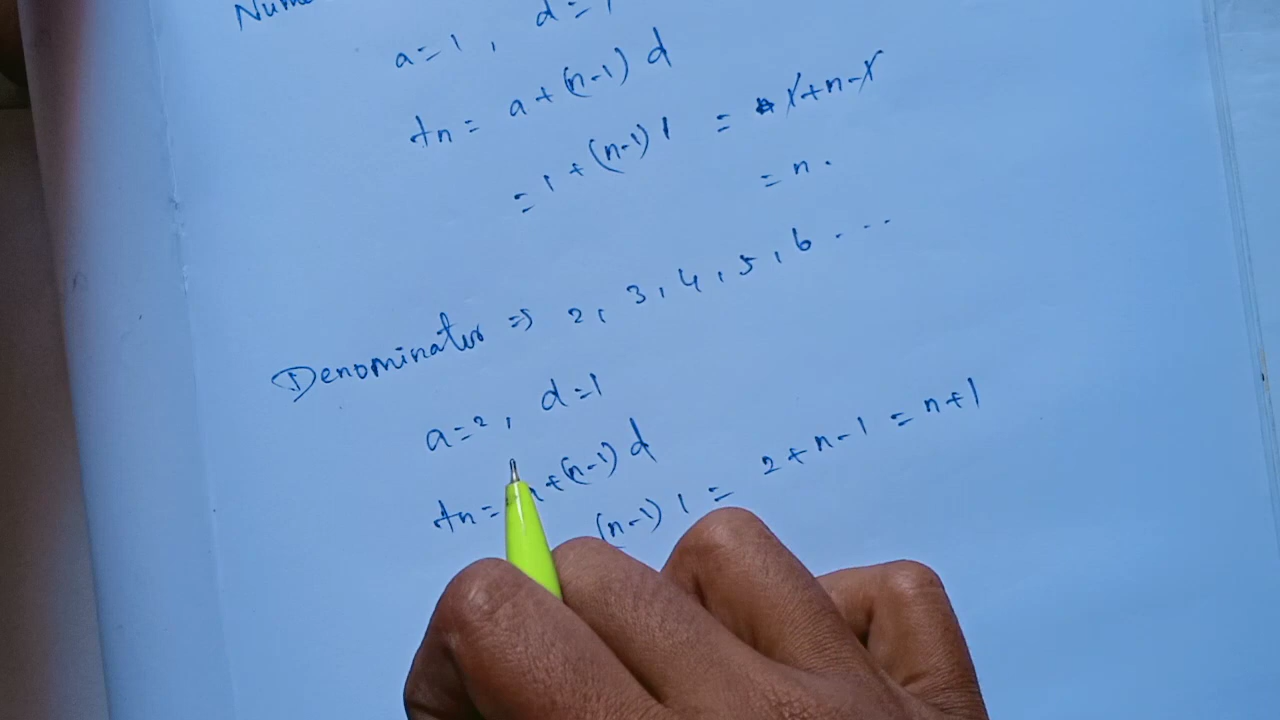 a = 1, d = 1
tn = a + (n-1) d
= 1 + (n-1) 1 = 1 + n - 1
= n.
Denominator ⇒ 2, 3, 4, 5, 6 ...
a = 2, d = 1
tn = a + (n-1) d
(n-1) 1 = 2 + n - 1 = n + 1